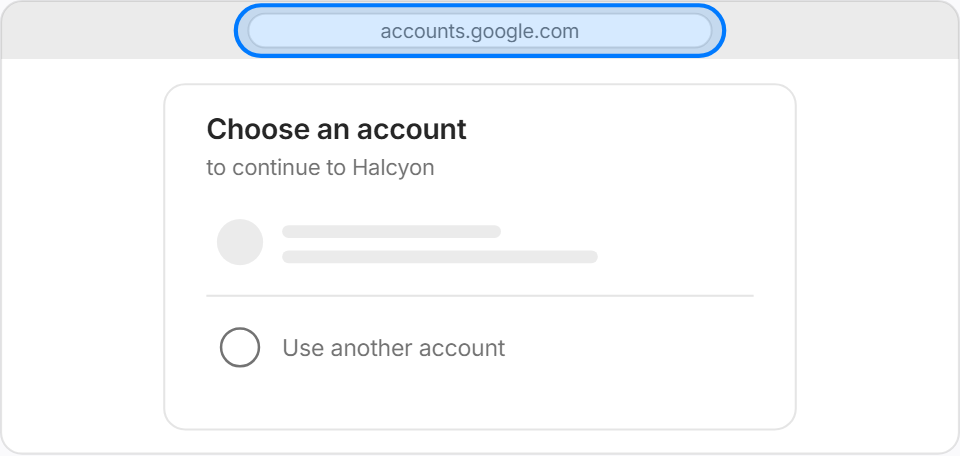 accounts.google.com
Choose an account
to continue to Halcyon
Use another account